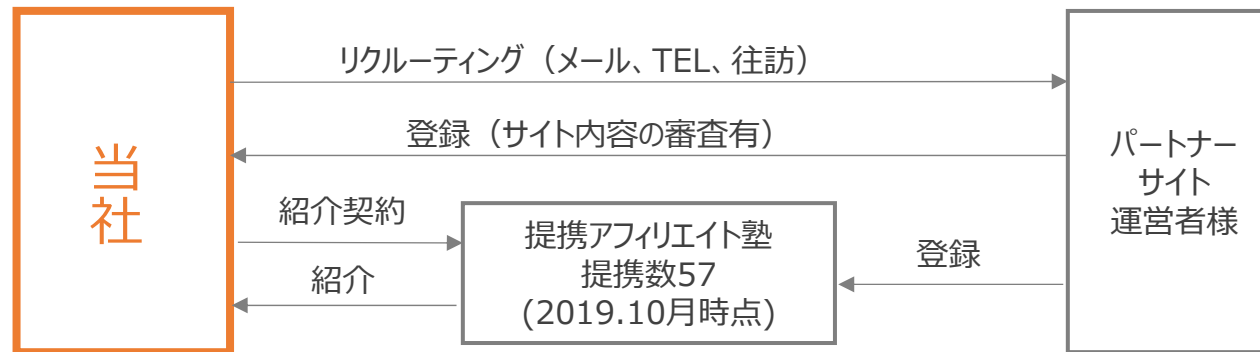 リクルーティング（メール、TEL、往訪）
登録（サイト内容の審査有）
当
社
紹介契約
紹介
提携アフィリエイト塾
提携数57
(2019.10月時点)
登録
パートナー
サイト
運営者様